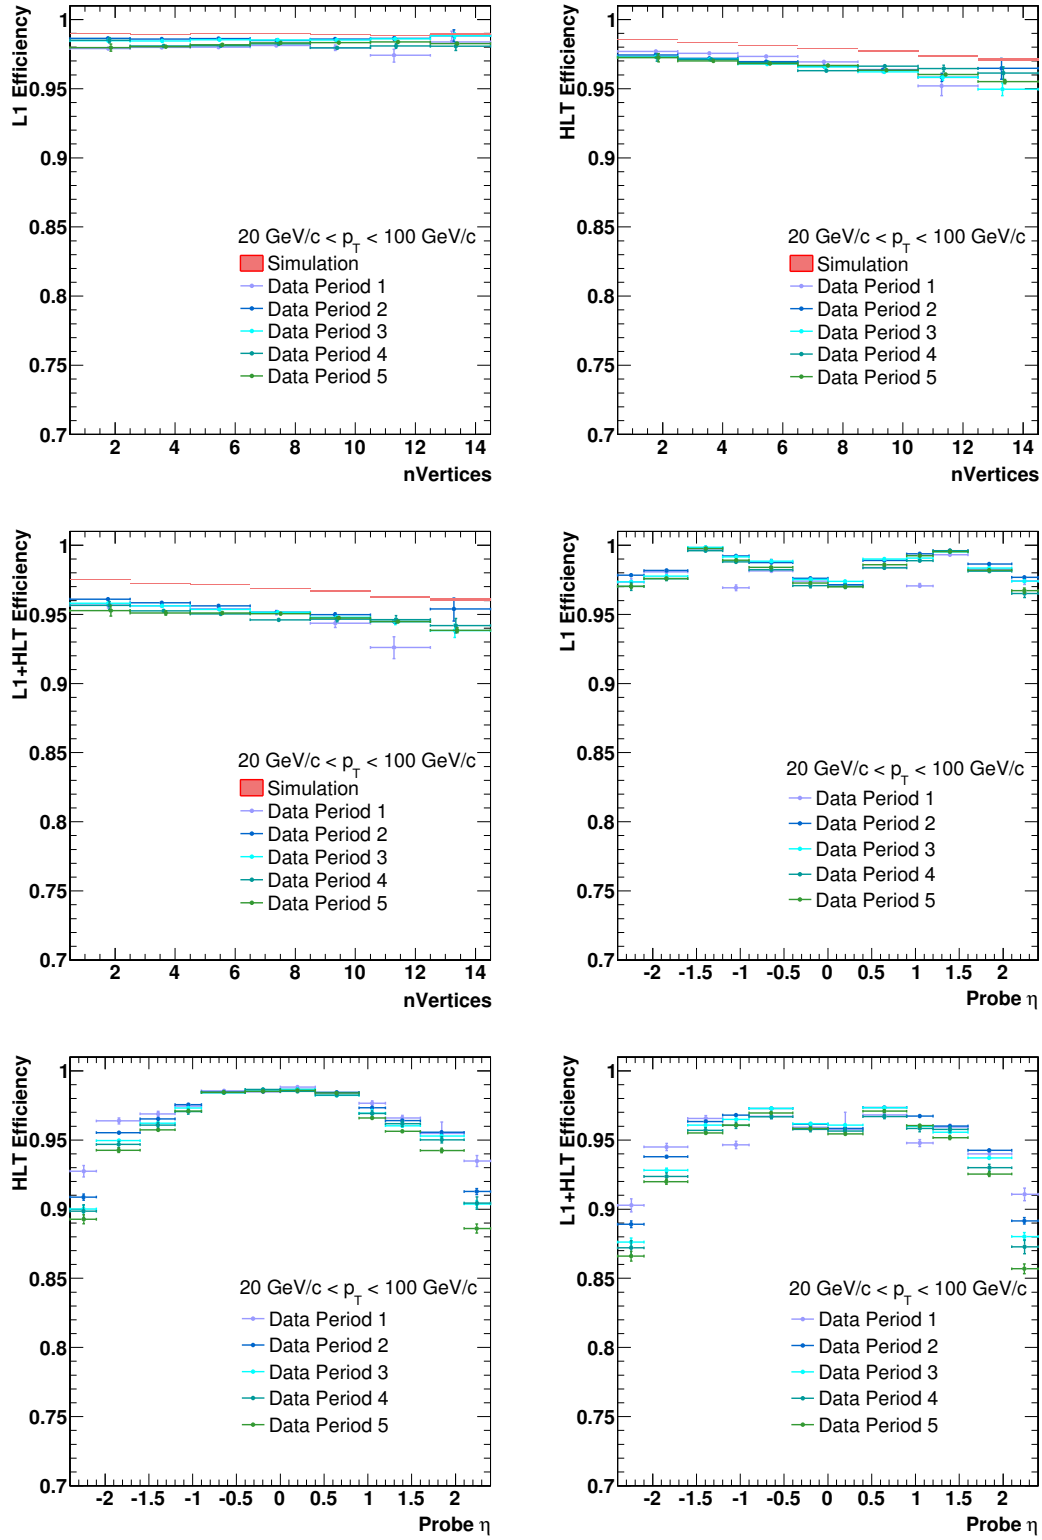 L1 Efficiency
1
0.95
0.9
0.85
0.8
0.75
0.7
20 GeV/c < p_T < 100 GeV/c
Simulation
Data Period 1
Data Period 2
Data Period 3
Data Period 4
Data Period 5
2 4 6 8 10 12 14
nVertices
HLT Efficiency
1
0.95
0.9
0.85
0.8
0.75
0.7
20 GeV/c < p_T < 100 GeV/c
Simulation
Data Period 1
Data Period 2
Data Period 3
Data Period 4
Data Period 5
2 4 6 8 10 12 14
nVertices
L1+HLT Efficiency
1
0.95
0.9
0.85
0.8
0.75
0.7
20 GeV/c < p_T < 100 GeV/c
Simulation
Data Period 1
Data Period 2
Data Period 3
Data Period 4
Data Period 5
2 4 6 8 10 12 14
nVertices
L1 Efficiency
1
0.95
0.9
0.85
0.8
0.75
0.7
20 GeV/c < p_T < 100 GeV/c
Data Period 1
Data Period 2
Data Period 3
Data Period 4
Data Period 5
-2 -1.5 -1 -0.5 0 0.5 1 1.5 2
Probe η
HLT Efficiency
1
0.95
0.9
0.85
0.8
0.75
0.7
20 GeV/c < p_T < 100 GeV/c
Data Period 1
Data Period 2
Data Period 3
Data Period 4
Data Period 5
-2 -1.5 -1 -0.5 0 0.5 1 1.5 2
Probe η
L1+HLT Efficiency
1
0.95
0.9
0.85
0.8
0.75
0.7
20 GeV/c < p_T < 100 GeV/c
Data Period 1
Data Period 2
Data Period 3
Data Period 4
Data Period 5
-2 -1.5 -1 -0.5 0 0.5 1 1.5 2
Probe η